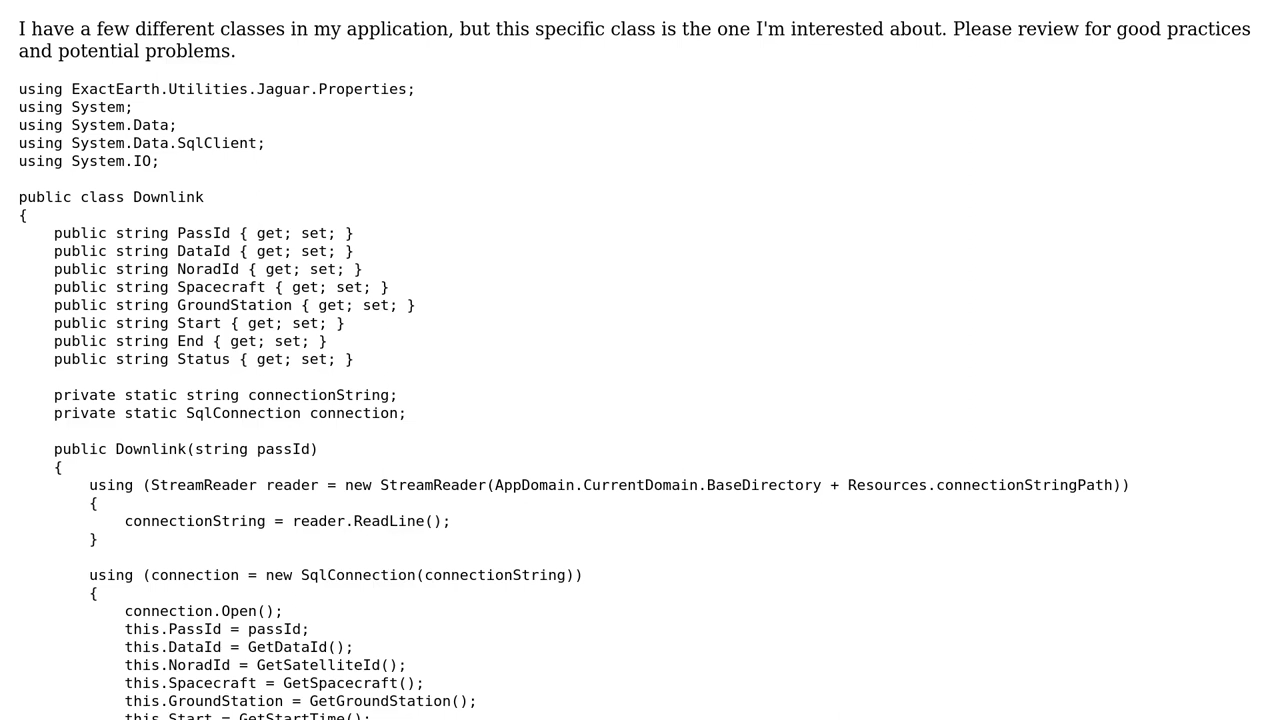 I have a few different classes in my application, but this specific class is the one I'm interested about. Please review for good practices
and potential problems.
using ExactEarth.Utilities.Jaguar.Properties;
using System;
using System.Data;
using System.Data.SqlClient;
using System.IO;
public class Downlink
{
    public string PassId { get; set; }
    public string DataId { get; set; }
    public string NoradId { get; set; }
    public string Spacecraft { get; set; }
    public string GroundStation { get; set; }
    public string Start { get; set; }
    public string End { get; set; }
    public string Status { get; set; }
    private static string connectionString;
    private static SqlConnection connection;
    public Downlink(string passId)
    {
        using (StreamReader reader = new StreamReader(AppDomain.CurrentDomain.BaseDirectory + Resources.connectionStringPath))
        {
            connectionString = reader.ReadLine();
        }
        using (connection = new SqlConnection(connectionString))
        {
            connection.Open();
            this.PassId = passId;
            this.DataId = GetDataId();
            this.NoradId = GetSatelliteId();
            this.Spacecraft = GetSpacecraft();
            this.GroundStation = GetGroundStation();
            this.Start = GetStartTime();